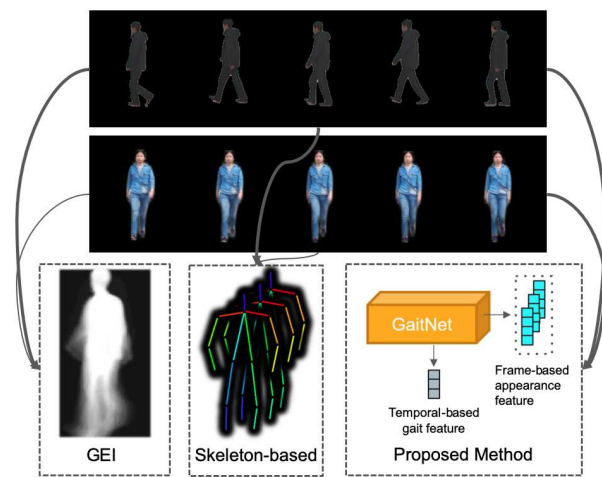 GaitNet
Frame-based
appearance
feature
Temporal-based
gait feature
GEI
Skeleton-based
Proposed Method